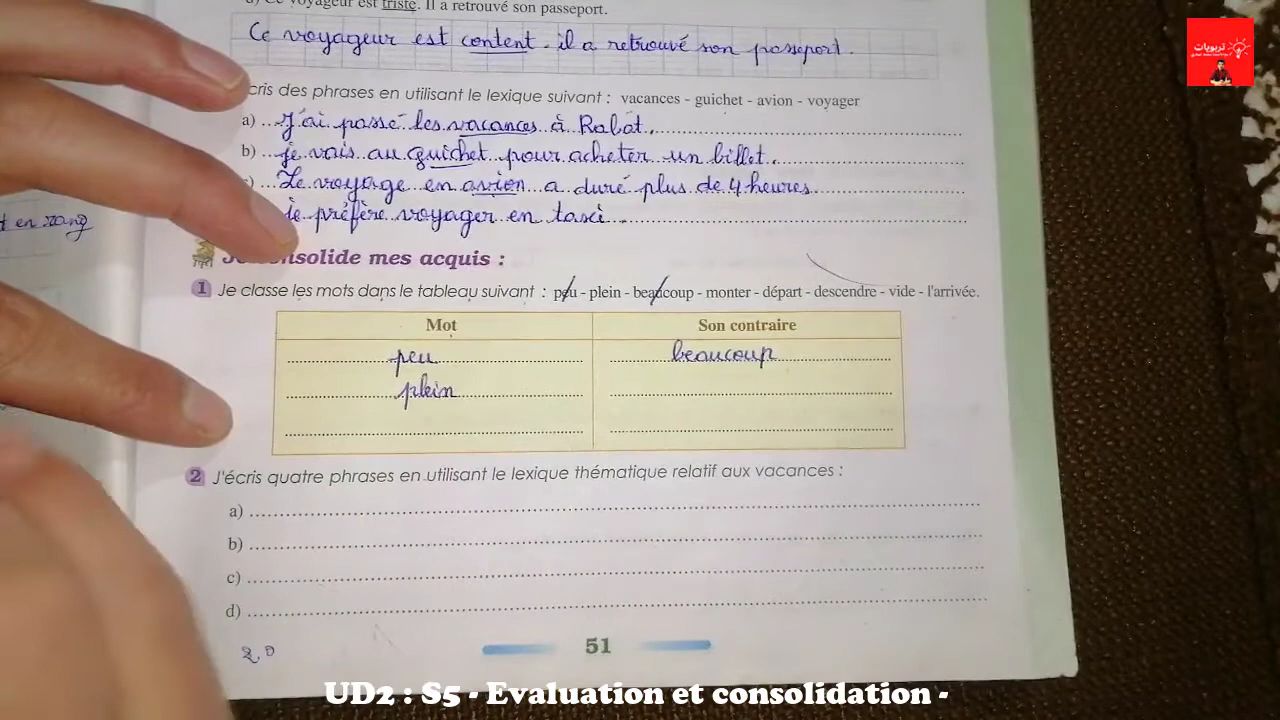 voyageur est triste. Il a retrouvé son passeport.
Ce voyageur est content. il a retrouvé son passeport.
cris des phrases en utilisant le lexique suivant : vacances - guichet - avion - voyager
a) J'ai passé les vacances à Rabat.
b) je vais au guichet pour acheter un billet.
Le voyage en avion a duré plus de 4 heures.
t en rang
je préfère voyager en taxi.
consolide mes acquis :
1 Je classe les mots dans le tableau suivant : peu - plein - beaucoup - monter - départ - descendre - vide - l'arrivée.
Mot Son contraire
peu beaucoup
plein
2 J'écris quatre phrases en utilisant le lexique thématique relatif aux vacances :
a)
b)
c)
d)
51
تربويات
UD2 : S5 - Evaluation et consolidation -